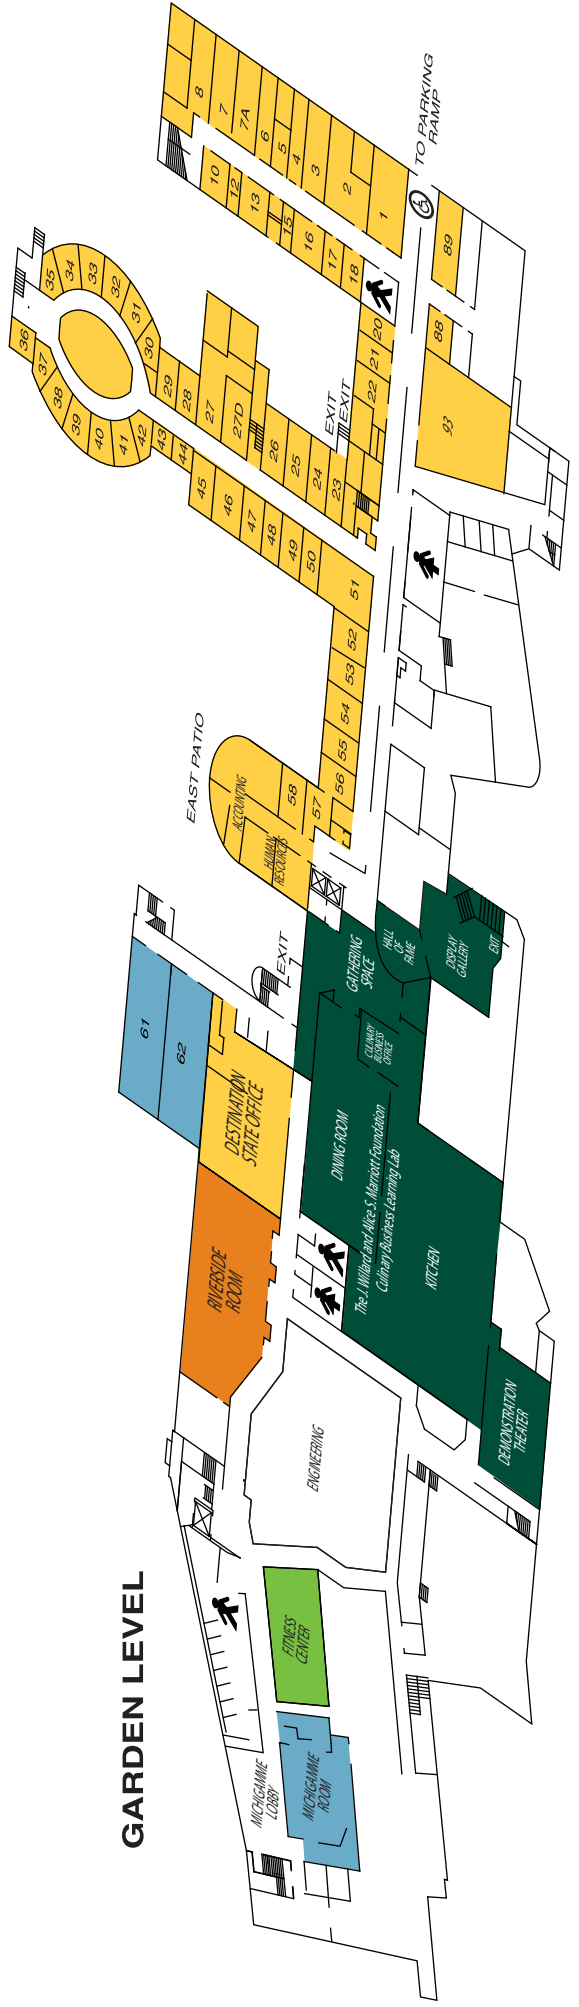 GARDEN LEVEL
MICHIGAMME
LOBBY
MICHIGAMME
ROOM
FITNESS
CENTER
ENGINEERING
RIVERSIDE
ROOM
DESTINATION
STATE OFFICE
61
62
DEMONSTRATION
THEATER
KITCHEN
The J. Willard and Alice S. Marriott Foundation
Culinary Business Learning Lab
DINING ROOM
CULINARY
BUSINESS
OFFICE
GATHERING
SPACE
HALL
OF
FAME
DISPLAY
GALLERY
EXIT
EXIT
EAST PATIO
HUMAN
RESOURCES
ACCOUNTING
58
57
56
55
54
53
52
51
50
49
48
47
46
45
44
43
42
41
40
39
38
37
36
35
34
33
32
31
30
29
28
27
27D
26
25
24
23
EXIT
EXIT
22
21
20
18
17
16
15
13
12
10
8
7
7A
6
5
4
3
2
1
TO PARKING
RAMP
89
88
93